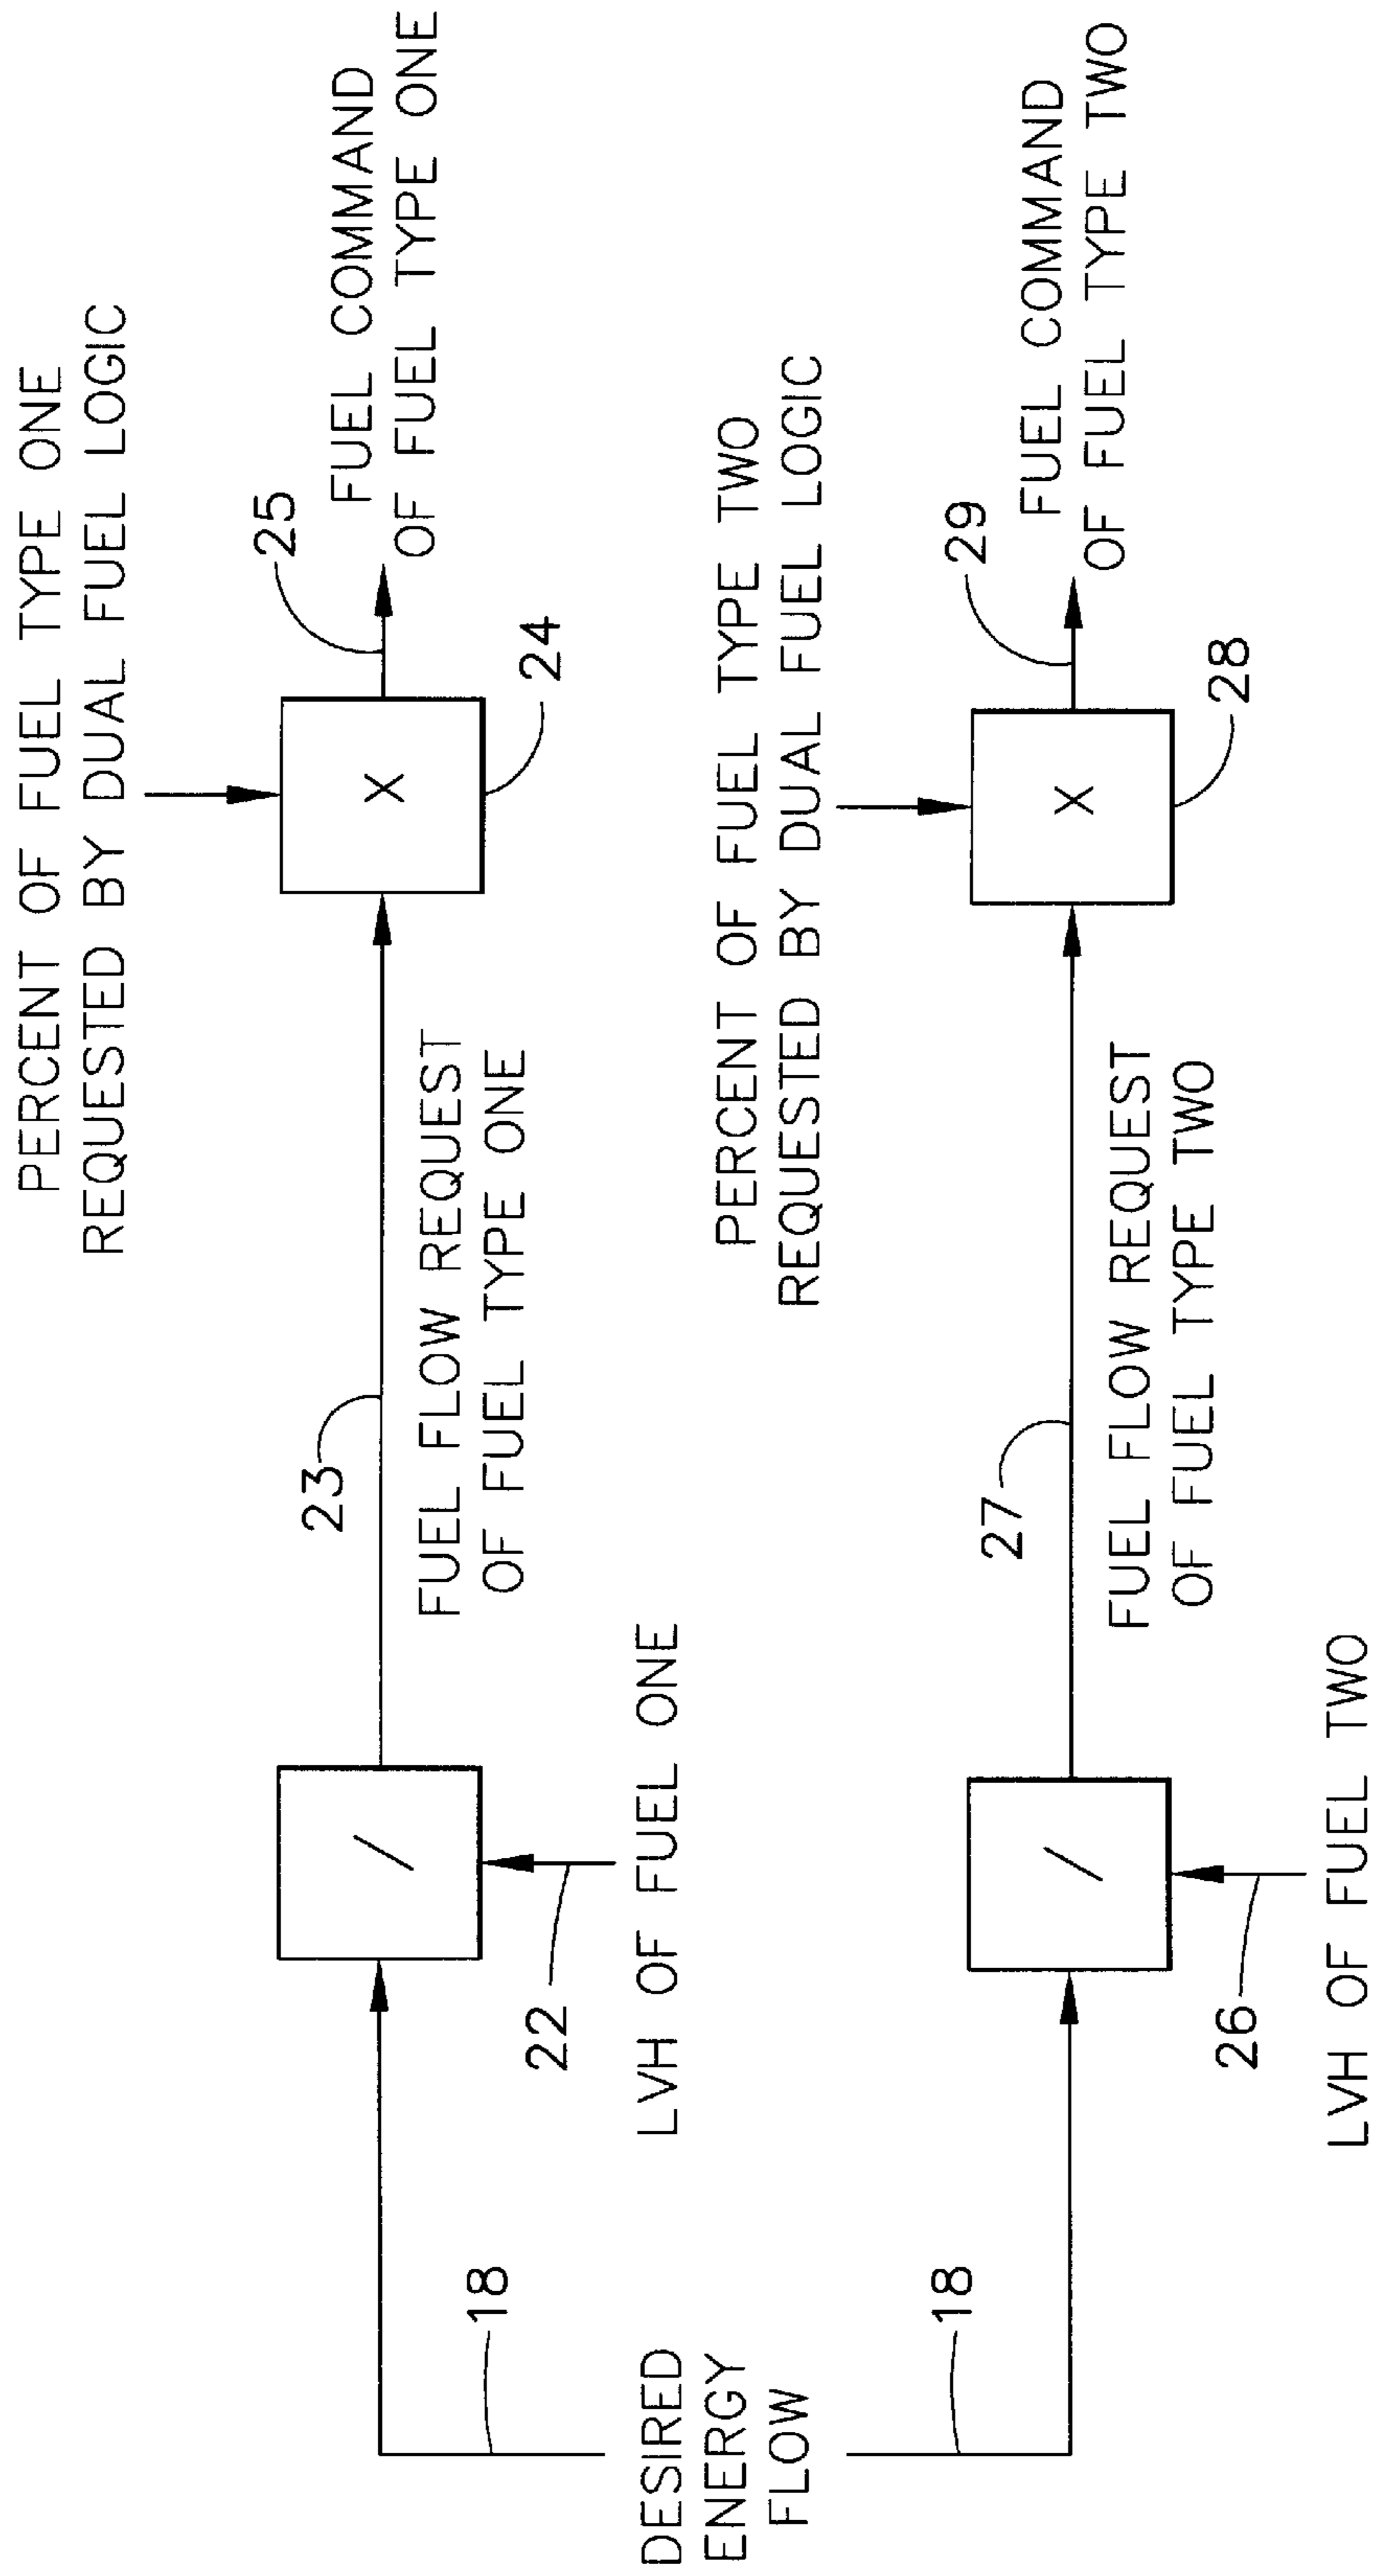 PERCENT OF FUEL TYPE ONE
REQUESTED BY DUAL FUEL LOGIC
25
FUEL COMMAND
OF FUEL TYPE ONE
X
24
23
FUEL FLOW REQUEST
OF FUEL TYPE ONE
/
22
LVH OF FUEL ONE
18
DESIRED
ENERGY
FLOW
18
PERCENT OF FUEL TYPE TWO
REQUESTED BY DUAL FUEL LOGIC
29
FUEL COMMAND
OF FUEL TYPE TWO
X
28
27
FUEL FLOW REQUEST
OF FUEL TYPE TWO
/
26
LVH OF FUEL TWO